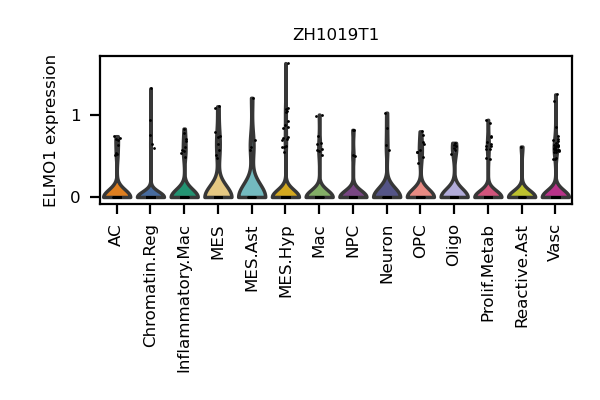 ZH1019T1
ELMO1 expression
1
0
AC
Chromatin.Reg
Inflammatory.Mac
MES
MES.Ast
MES.Hyp
Mac
NPC
Neuron
OPC
Oligo
Prolif.Metab
Reactive.Ast
Vasc